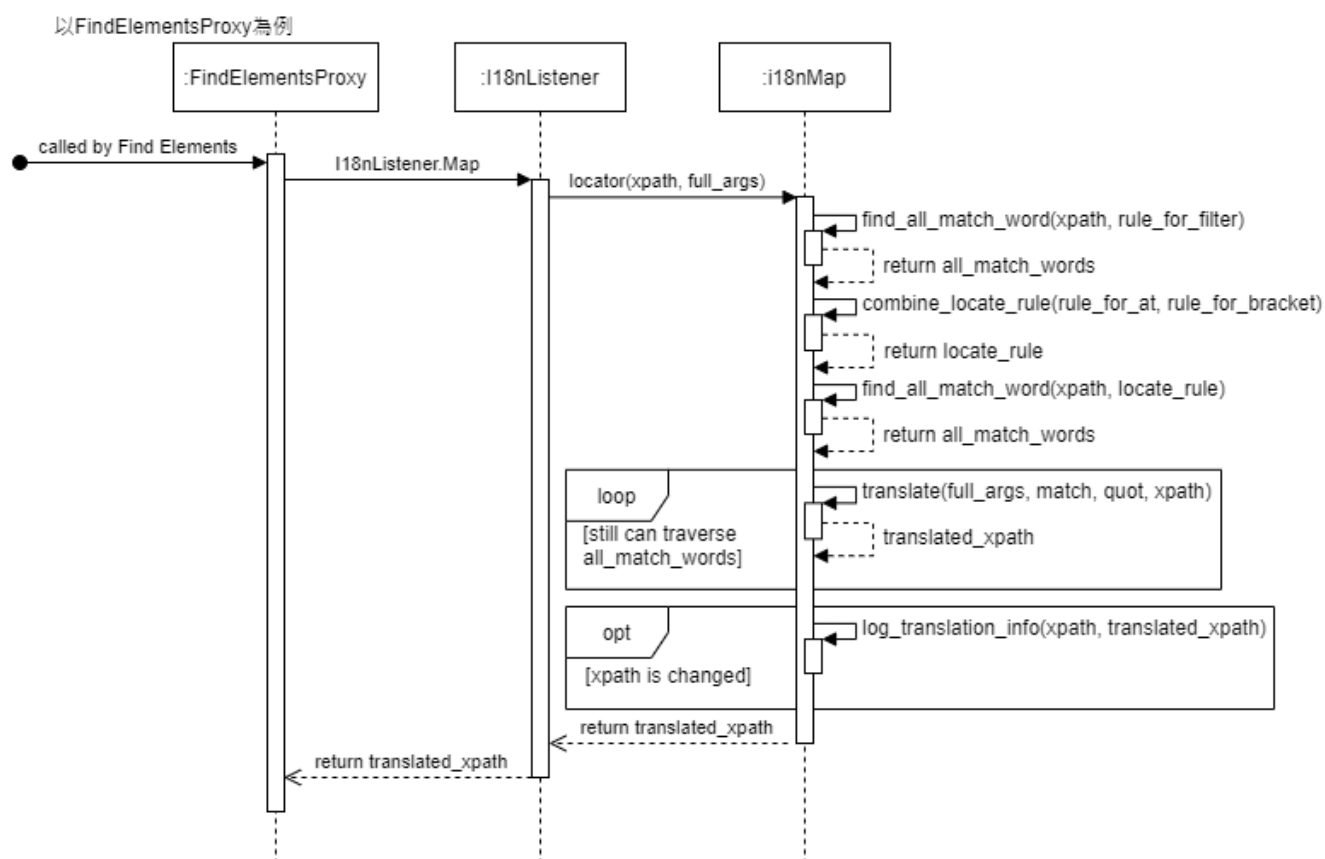 以FindElementsProxy為例
:FindElementsProxy
:I18nListener
:i18nMap
called by Find Elements
I18nListener.Map
locator(xpath, full_args)
find_all_match_word(xpath, rule_for_filter)
return all_match_words
combine_locate_rule(rule_for_at, rule_for_bracket)
return locate_rule
find_all_match_word(xpath, locate_rule)
return all_match_words
loop
[still can traverse
all_match_words]
translate(full_args, match, quot, xpath)
translated_xpath
opt
[xpath is changed]
log_translation_info(xpath, translated_xpath)
return translated_xpath
return translated_xpath